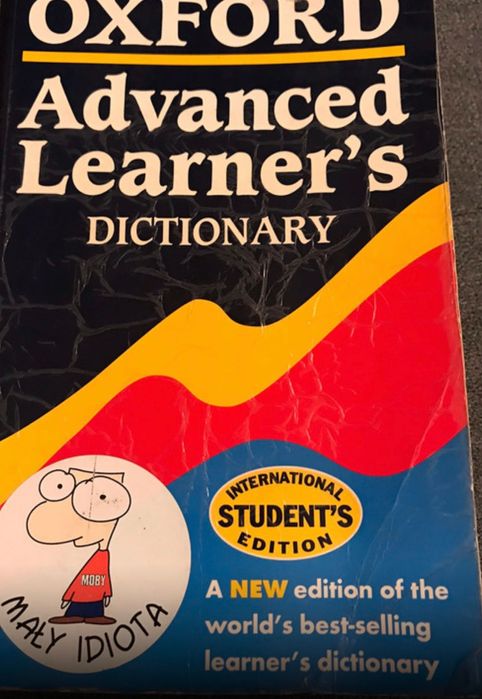 OXFORD
Advanced
Learner's
DICTIONARY
INTERNATIONAL
STUDENT'S
EDITION
MOBY
MAŁY IDIOTA
A NEW edition of the
world's best-selling
learner's dictionary